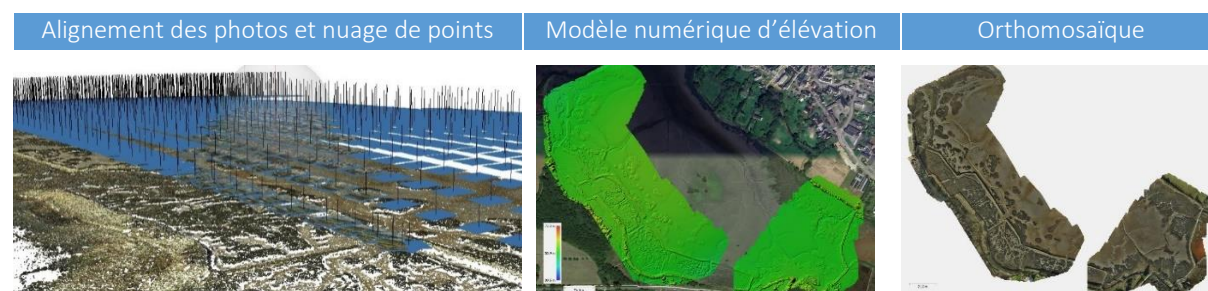 Alignement des photos et nuage de points
Modèle numérique d’élévation
Orthomosaïque